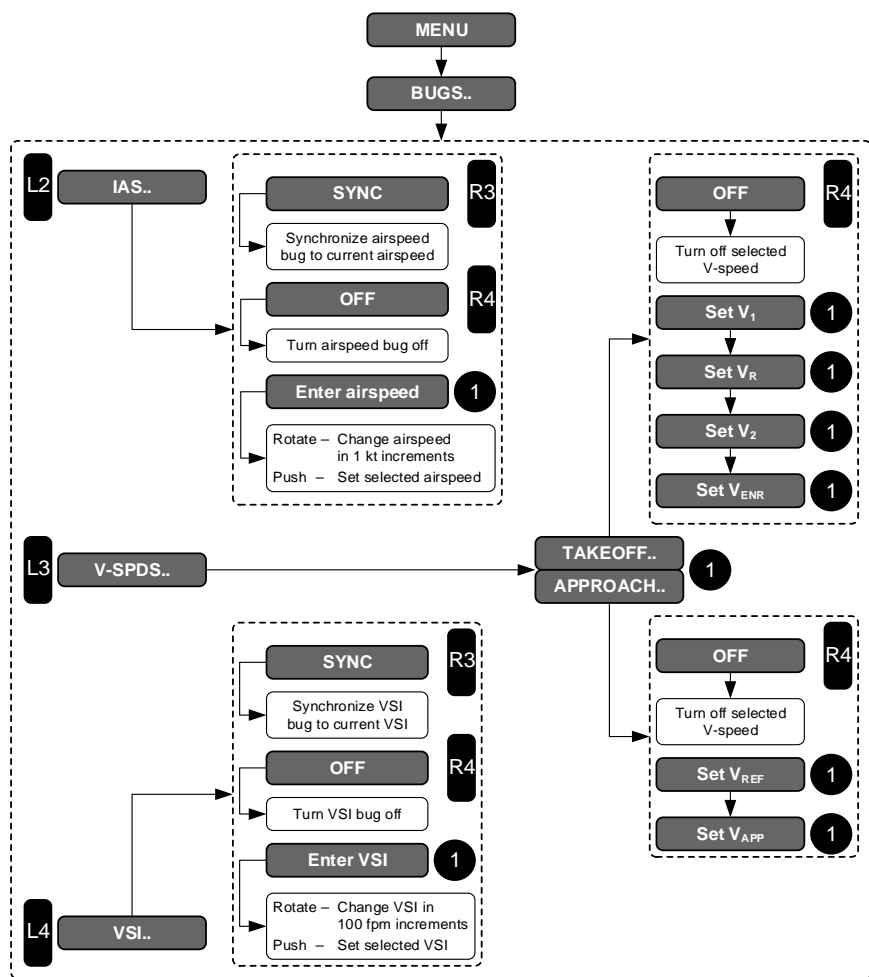 MENU
BUGS..
L2
IAS..
SYNC
R3
Synchronize airspeed
bug to current airspeed
OFF
R4
Turn airspeed bug off
Enter airspeed
1
Rotate – Change airspeed
in 1 kt increments
Push – Set selected airspeed
OFF
R4
Turn off selected
V-speed
Set V1
1
Set VR
1
Set V2
1
Set VENR
1
L3
V-SPDS..
TAKEOFF..
APPROACH..
1
SYNC
R3
Synchronize VSI
bug to current VSI
OFF
R4
Turn VSI bug off
Enter VSI
1
Rotate – Change VSI in
100 fpm increments
Push – Set selected VSI
L4
VSI..
OFF
R4
Turn off selected
V-speed
Set VREF
1
Set VAPP
1